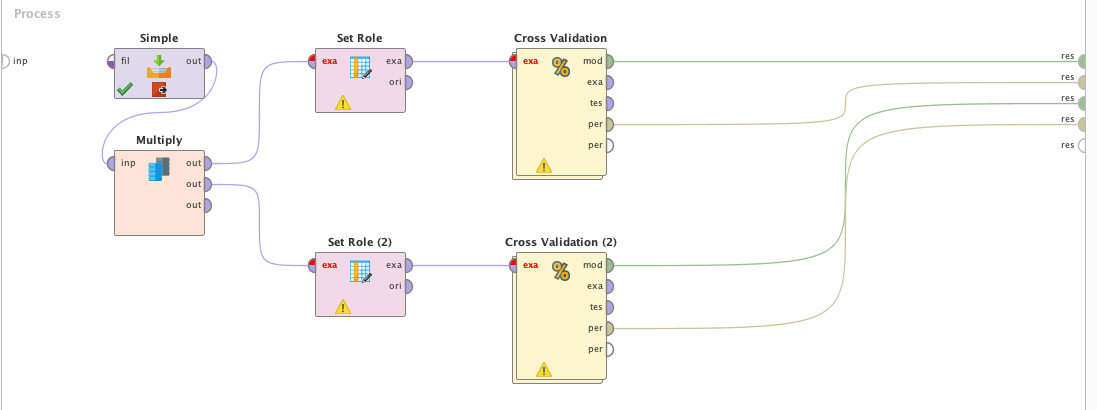 Process
inp
Simple
fil
out
Multiply
inp
out
out
out
Set Role
exa
exa
ori
Cross Validation
exa
mod
exa
tes
per
per
Set Role (2)
exa
exa
ori
Cross Validation (2)
exa
mod
exa
tes
per
per
res
res
res
res
res